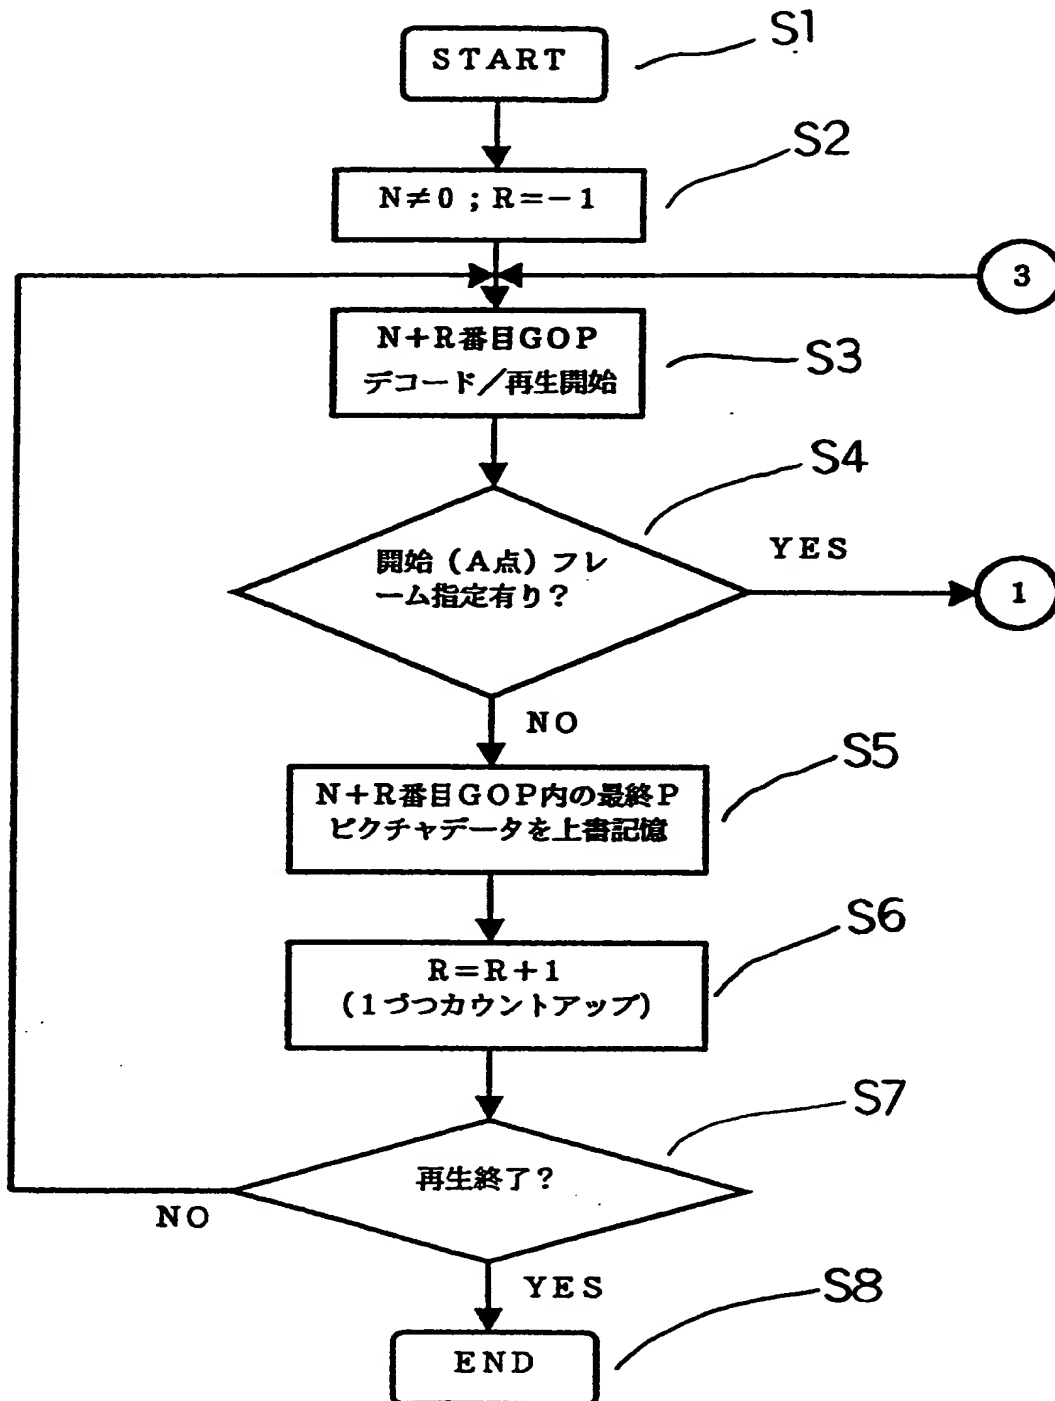 START
S1
N≠0；R＝－1
S2
3
N＋R番目GOP
デコード／再生開始
S3
開始（A点）フレ
ーム指定有り？
S4
YES
1
NO
N＋R番目GOP内の最終P
ピクチャデータを上書記憶
S5
R＝R＋1
（1づつカウントアップ）
S6
再生終了？
S7
NO
YES
END
S8